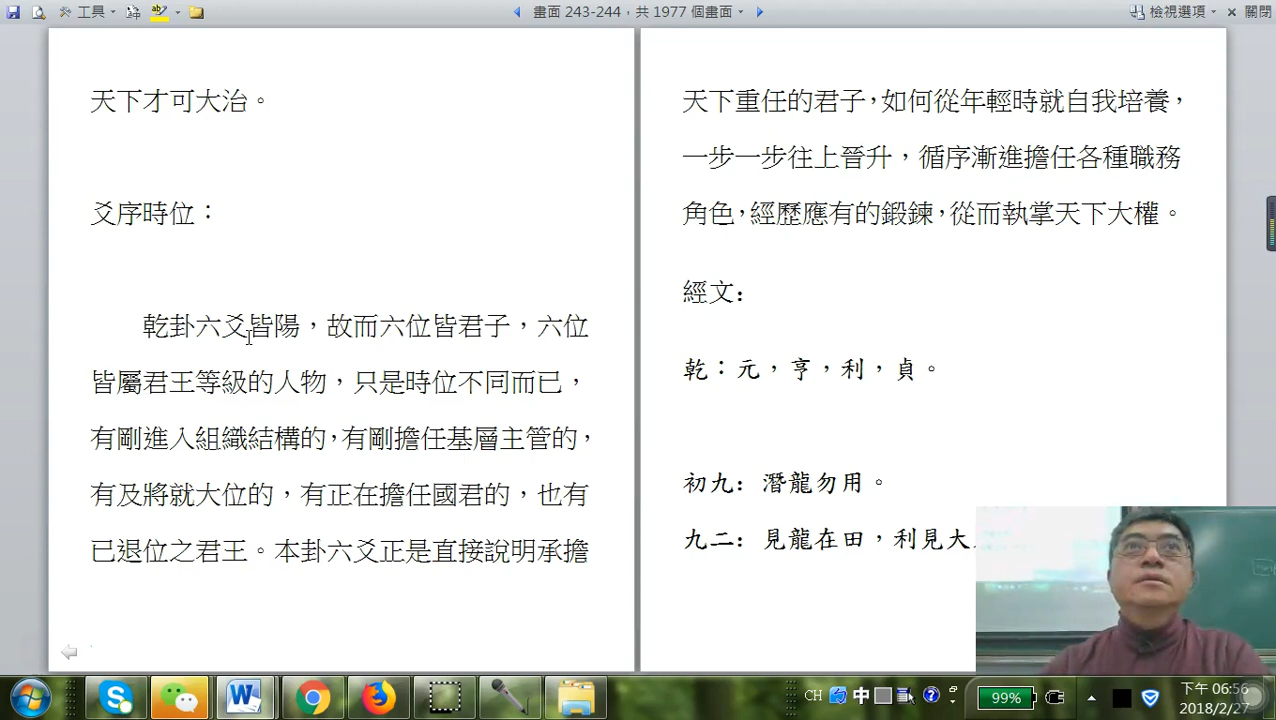 工具
畫面 243-244，共 1977 個畫面
檢視選項
關閉
天下才可大治。
爻序時位：
乾卦六爻皆陽，故而六位皆君子，六位
皆屬君王等級的人物，只是時位不同而已，
有剛進入組織結構的，有剛擔任基層主管的，
有及將就大位的，有正在擔任國君的，也有
已退位之君王。本卦六爻正是直接說明承擔
天下重任的君子，如何從年輕時就自我培養，
一步一步往上晉升，循序漸進擔任各種職務
角色，經歷應有的鍛鍊，從而執掌天下大權。
經文：
乾：元，亨，利，貞。
初九：潛龍勿用。
九二：見龍在田，利見大
CH
中
99%
下午 06:56
2018/2/27